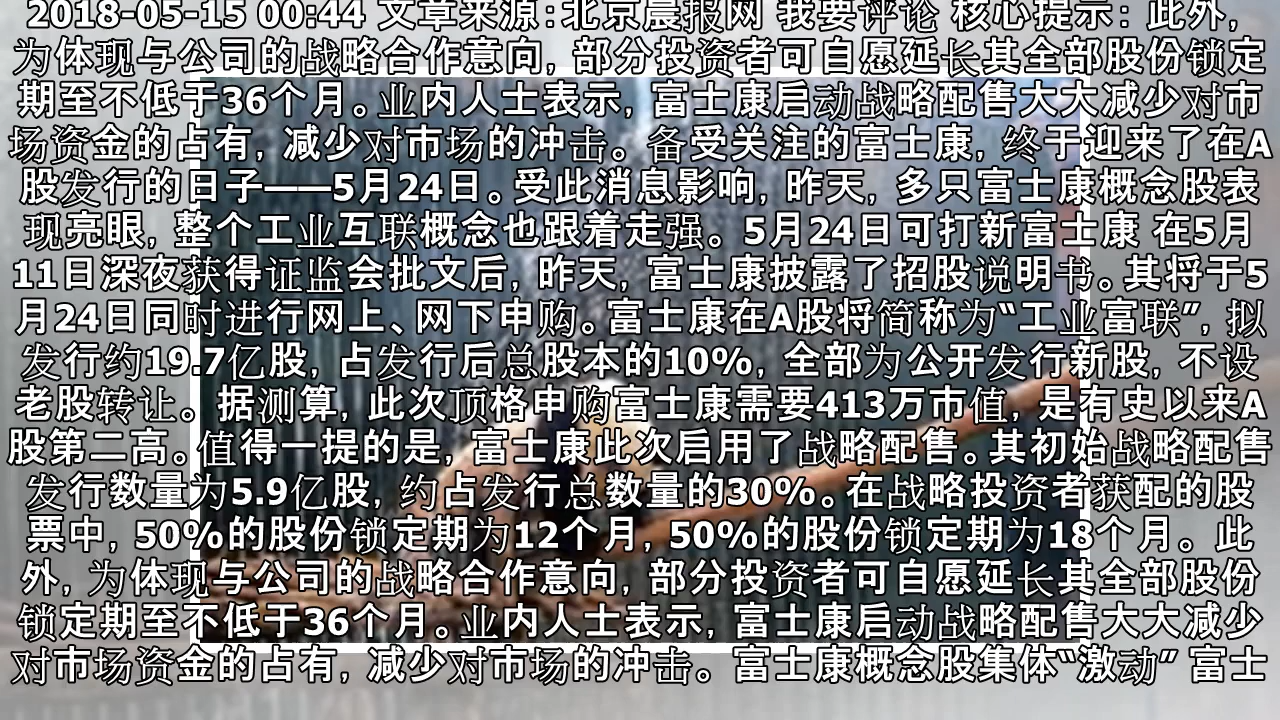 2018-05-15 00:44 文章来源:北京晨报网 我要评论 核心提示: 此外,
为体现与公司的战略合作意向, 部分投资者可自愿延长其全部股份锁定
期至不低于36个月。业内人士表示, 富士康启动战略配售大大减少对市
场资金的占有, 减少对市场的冲击。备受关注的富士康, 终于迎来了在A
股发行的日子——5月24日。受此消息影响, 昨天, 多只富士康概念股表
现亮眼, 整个工业互联概念也跟着走强。5月24日可打新富士康 在5月
11日深夜获得证监会批文后, 昨天, 富士康披露了招股说明书。其将于5
月24日同时进行网上、网下申购。富士康在A股将简称为“工业富联”, 拟
发行约19.7亿股, 占发行后总股本的10%, 全部为公开发行新股, 不设
老股转让。据测算, 此次顶格申购富士康需要413万市值, 是有史以来A
股第二高。值得一提的是, 富士康此次启用了战略配售。其初始战略配售
发行数量为5.9亿股, 约占发行总数量的30%。在战略投资者获配的股
票中, 50%的股份锁定期为12个月, 50%的股份锁定期为18个月。此
外, 为体现与公司的战略合作意向, 部分投资者可自愿延长其全部股份
锁定期至不低于36个月。业内人士表示, 富士康启动战略配售大大减少
对市场资金的占有, 减少对市场的冲击。富士康概念股集体“激动” 富士